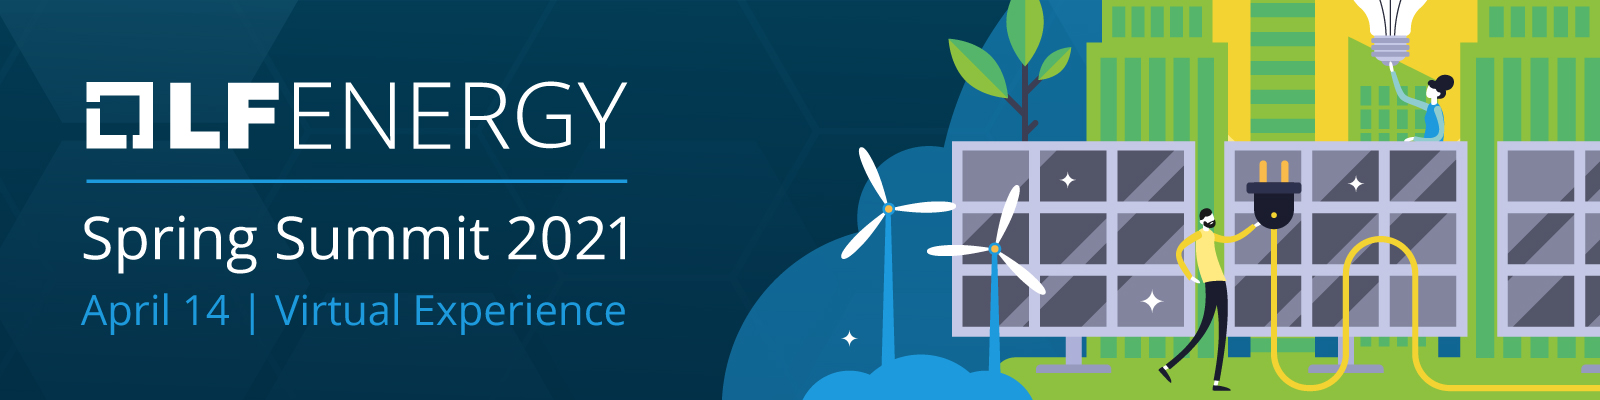 LFENERGY
Spring Summit 2021
April 14 | Virtual Experience